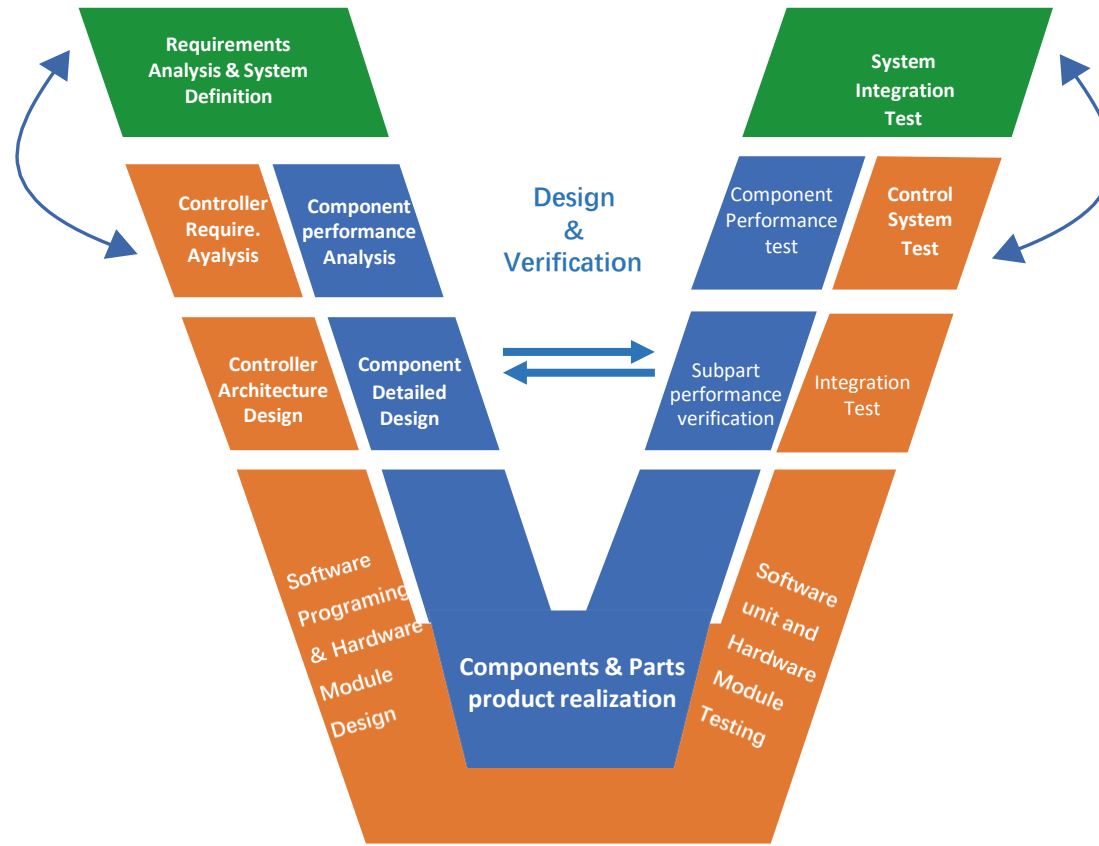 Requirements
Analysis & System
Definition
System
Integration
Test
Controller
Require.
Ayalysis
Component
performance
Analysis
Design
&
Verification
Component
Performance
test
Control
System
Test
Controller
Architecture
Design
Component
Detailed
Design
Subpart
performance
verification
Integration
Test
Software
Programing
& Hardware
Module
Design
Components & Parts
product realization
Software
unit and
Hardware
Module
Testing